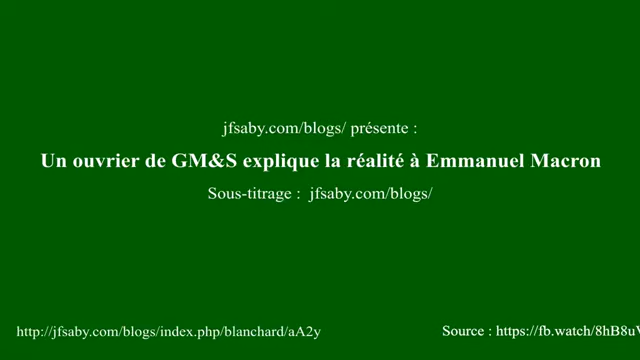 jfsaby.com/blogs/ présente :
Un ouvrier de GM&S explique la réalité à Emmanuel Macron
Sous-titrage : jfsaby.com/blogs/
http://jfsaby.com/blogs/index.php/blanchard/aA2y
Source : https://fb.watch/8hB8u